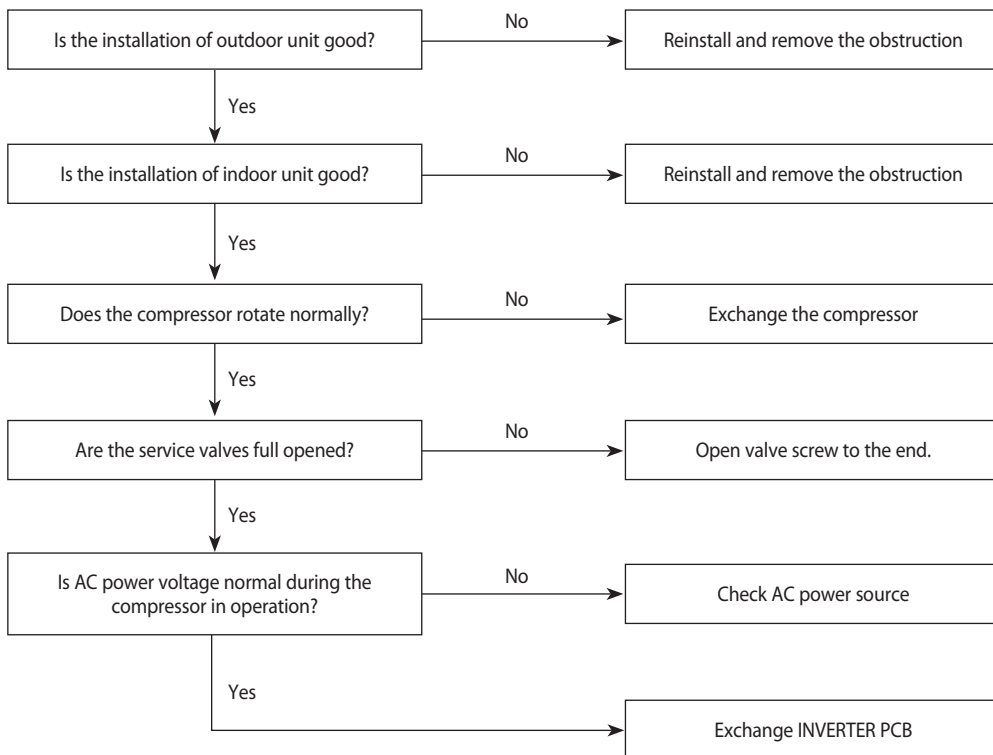 Is the installation of outdoor unit good?
No
Reinstall and remove the obstruction
Yes
Is the installation of indoor unit good?
No
Reinstall and remove the obstruction
Yes
Does the compressor rotate normally?
No
Exchange the compressor
Yes
Are the service valves full opened?
No
Open valve screw to the end.
Yes
Is AC power voltage normal during the
compressor in operation?
No
Check AC power source
Yes
Exchange INVERTER PCB